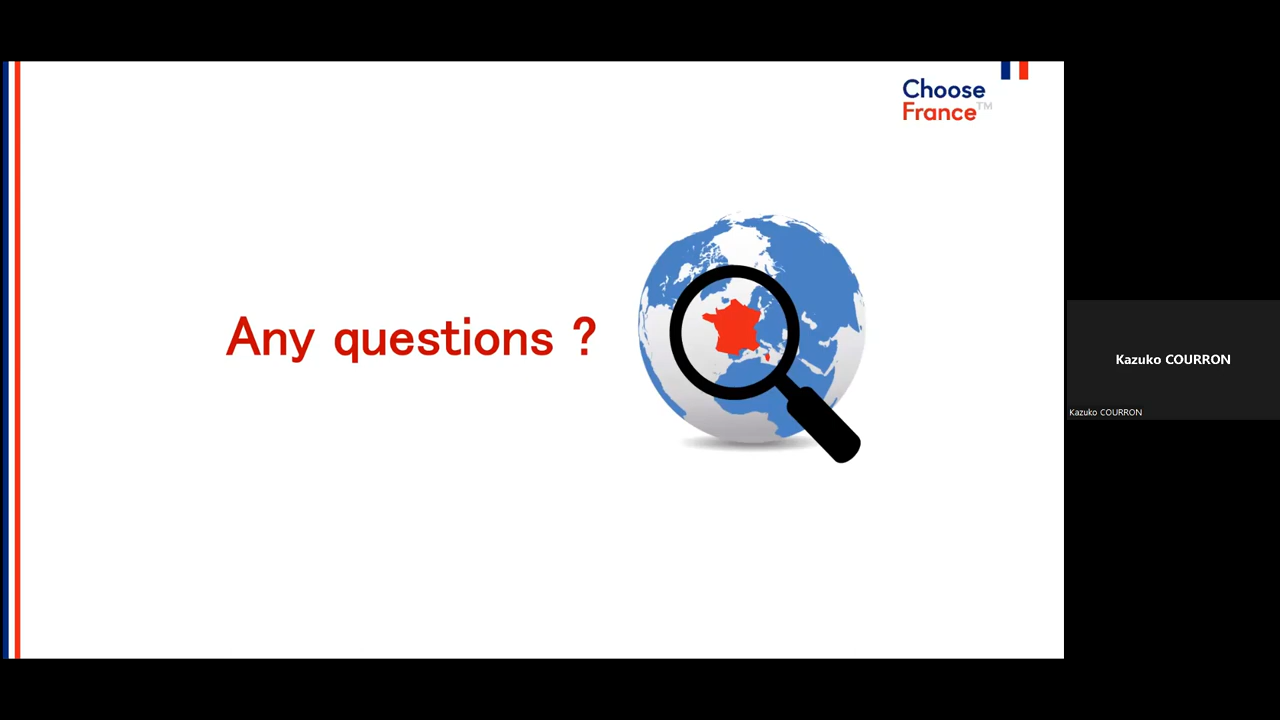 Choose
France™
Any questions ?
Kazuko COURRON
Kazuko COURRON